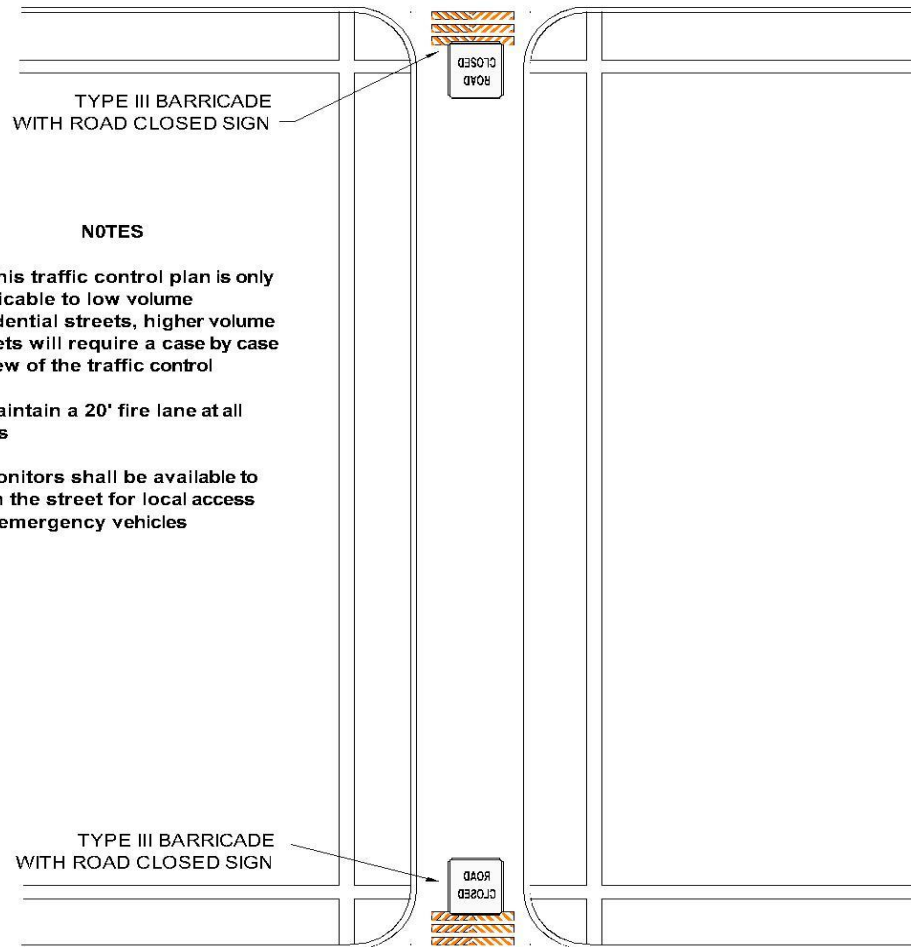 ROAD
CLOSED
TYPE III BARRICADE
WITH ROAD CLOSED SIGN
N0TES
his traffic control plan is only
icable to low volume
dential streets, higher volume
ets will require a case by case
ew of the traffic control
aintain a 20' fire lane at all
s
onitors shall be available to
n the street for local access
emergency vehicles
TYPE III BARRICADE
WITH ROAD CLOSED SIGN
ROAD
CLOSED